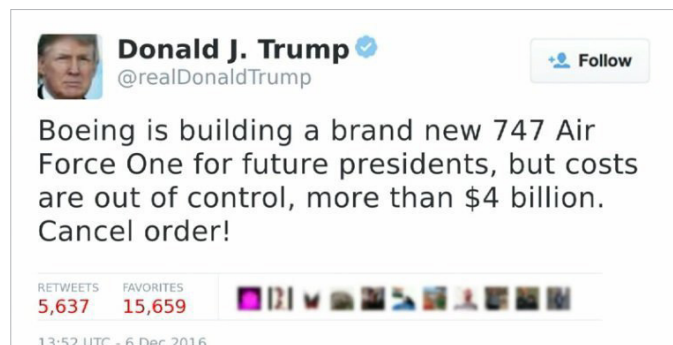 Donald J. Trump
@realDonaldTrump
Follow
Boeing is building a brand new 747 Air
Force One for future presidents, but costs
are out of control, more than $4 billion.
Cancel order!
RETWEETS FAVORITES
5,637 15,659
13:52 UTC - 6 Dec 2016